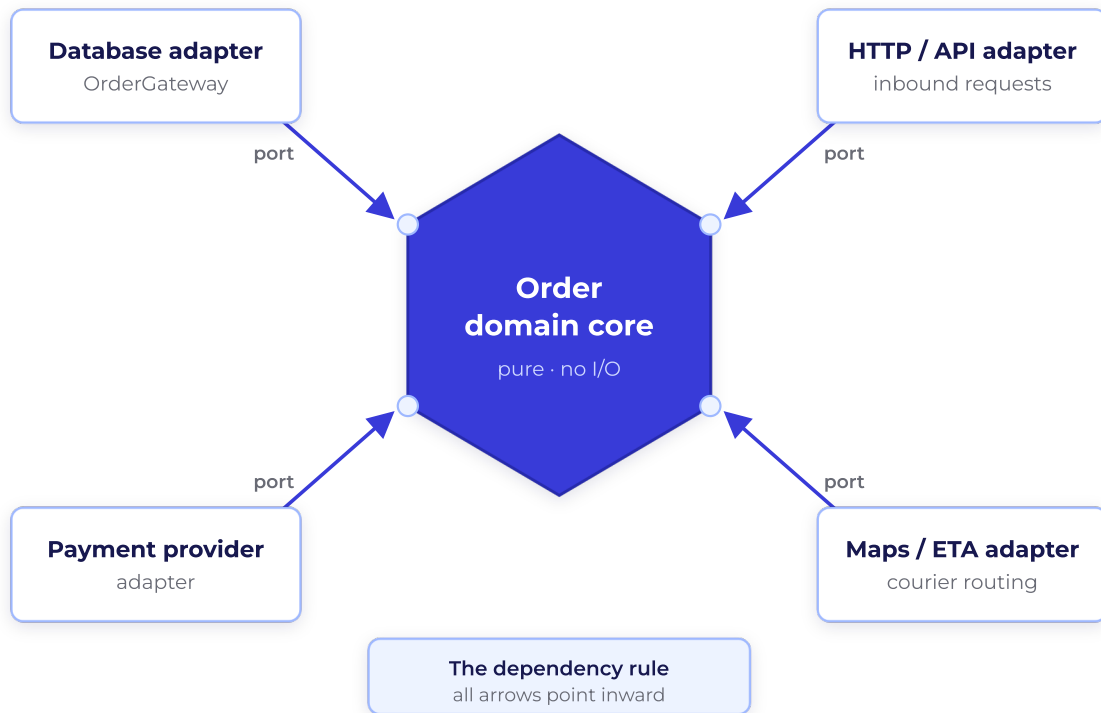 Database adapter
OrderGateway
HTTP / API adapter
inbound requests
port
port
Order
domain core
pure · no I/O
port
port
Payment provider
adapter
Maps / ETA adapter
courier routing
The dependency rule
all arrows point inward